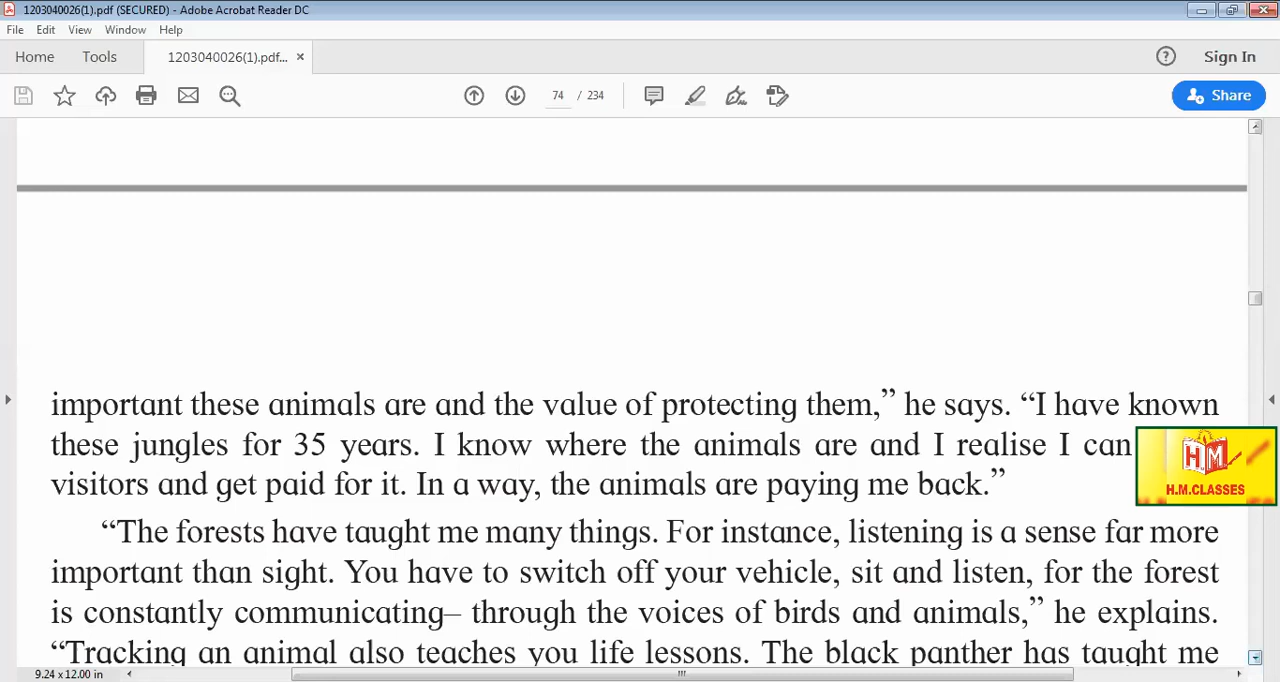 1203040026(1).pdf (SECURED) - Adobe Acrobat Reader DC
File Edit View Window Help
Home Tools 1203040026(1).pdf... × ? Sign In
74 / 234 Share
important these animals are and the value of protecting them,” he says. “I have known
these jungles for 35 years. I know where the animals are and I realise I can
visitors and get paid for it. In a way, the animals are paying me back.”
H.M.
H.M.CLASSES
“The forests have taught me many things. For instance, listening is a sense far more
important than sight. You have to switch off your vehicle, sit and listen, for the forest
is constantly communicating– through the voices of birds and animals,” he explains.
“Tracking an animal also teaches you life lessons. The black panther has taught me
9.24 x 12.00 in